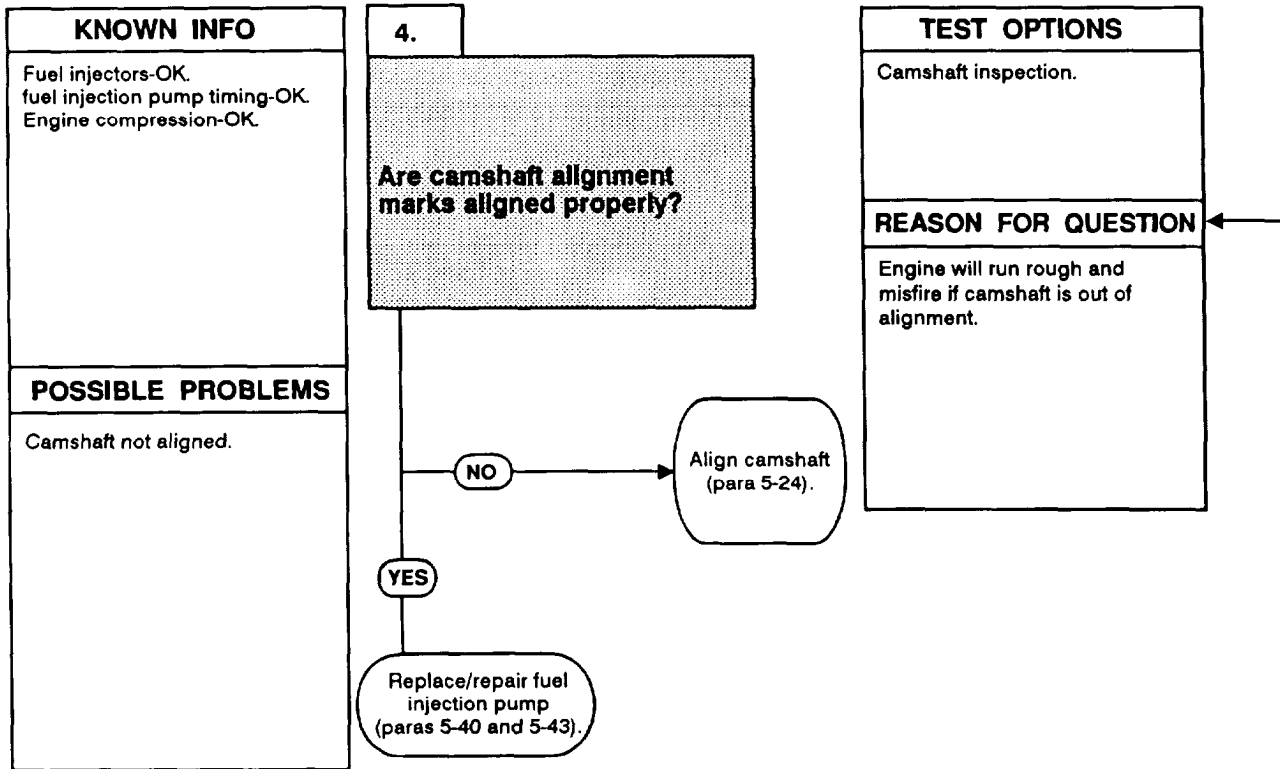 KNOWN INFO
Fuel injectors-OK.
fuel injection pump timing-OK.
Engine compression-OK.
POSSIBLE PROBLEMS
Camshaft not aligned.
4.
Are camshaft alignment
marks aligned properly?
NO
Align camshaft
(para 5-24).
YES
Replace/repair fuel
injection pump
(paras 5-40 and 5-43).
TEST OPTIONS
Camshaft inspection.
REASON FOR QUESTION
Engine will run rough and
misfire if camshaft is out of
alignment.